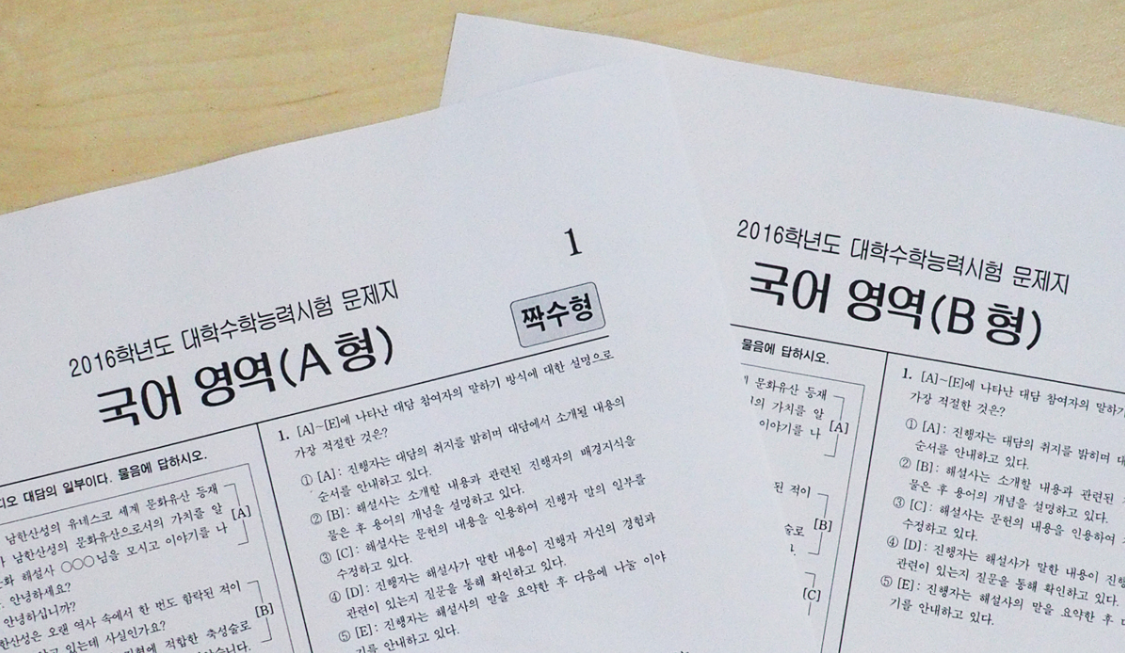 1
2016학년도 대학수학능력시험 문제지
국어 영역(A 형)
짝수형
대담의 일부이다. 물음에 답하시오.
남한산성의 유네스코 세계 문화유산 등재
남한산성의 문화유산으로서의 가치를 알
해설사 ○○○님을 모시고 이야기를 나
안녕하세요?
[A]
안녕하십니까?
오랜 역사 속에서 한 번도 함락된 적이
있는데 사실인가요?
적합한 축성술로
[B]
1. [A]~[E]에 나타난 대담 참여자의 말하기 방식에 대한 설명으로
가장 적절한 것은?
① [A]: 진행자는 대담의 취지를 밝히며 대담에서 소개될 내용의
순서를 안내하고 있다.
② [B]: 해설사는 소개할 내용과 관련된 진행자의 배경지식을
물은 후 용어의 개념을 설명하고 있다.
③ [C]: 해설사는 문헌의 내용을 인용하여 진행자 말의 일부를
수정하고 있다.
④ [D]: 진행자는 해설사가 말한 내용이 진행자 자신의 경험과
관련이 있는지 질문을 통해 확인하고 있다.
⑤ [E]: 진행자는 해설사의 말을 요약한 후 다음에 나눌 이야
기를 안내하고 있다.
2016학년도 대학수학능력시험 문제지
국어 영역(B 형)
물음에 답하시오.
문화유산 등재
가치를 알
이야기를 나
[A]
된 적이
[B]
[C]
1. [A]~[E]에 나타난 대담 참여자의 말하기
가장 적절한 것은?
① [A]: 진행자는 대담의 취지를 밝히며
순서를 안내하고 있다.
② [B]: 해설사는 소개할 내용과 관련된
물은 후 용어의 개념을 설명하고 있다.
③ [C]: 해설사는 문헌의 내용을 인용하여
수정하고 있다.
④ [D]: 진행자는 해설사가 말한 내용이
관련이 있는지 질문을 통해 확인하고 있다.
⑤ [E]: 진행자는 해설사의 말을 요약한 후
기를 안내하고 있다.